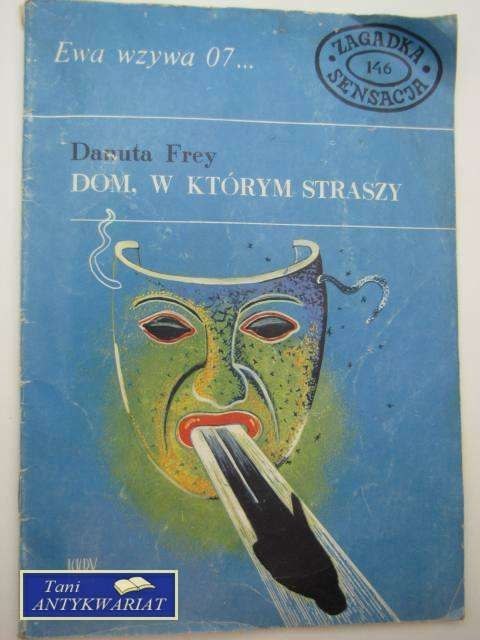 Ewa wzywa 07...
ZAGADKA
146
SENSACJA
Danuta Frey
DOM, W KTÓRYM STRASZY
Tani
ANTYKWARIAT